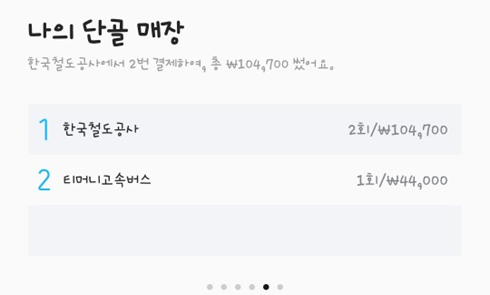 나의 단골 매장
한국철도공사에서 2번 결제하여, 총 ₩104,700 썼어요.
1 한국철도공사 2회/₩104,700
2 티머니고속버스 1회/₩44,000